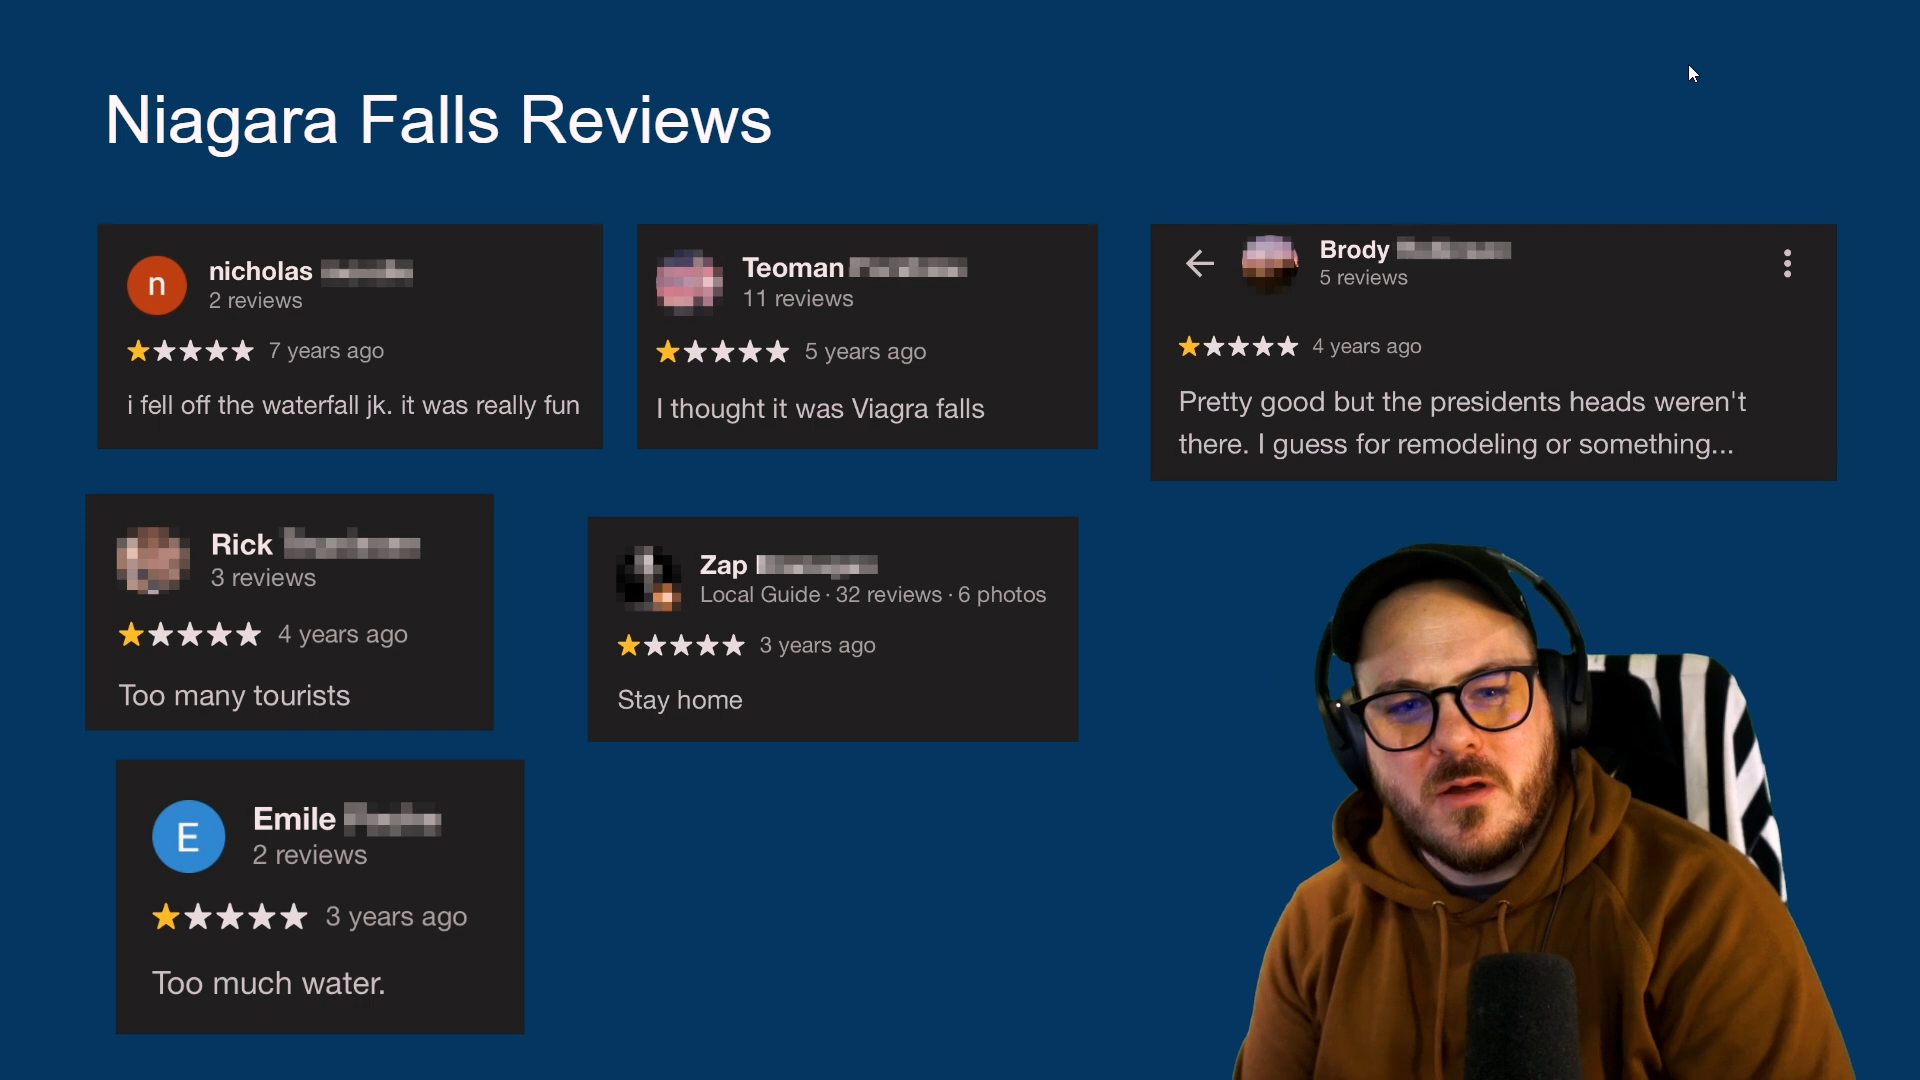 Niagara Falls Reviews
n
nicholas
2 reviews
7 years ago
i fell off the waterfall jk. it was really fun
Teoman
11 reviews
5 years ago
I thought it was Viagra falls
Brody
5 reviews
4 years ago
Pretty good but the presidents heads weren't
there. I guess for remodeling or something...
Rick
3 reviews
4 years ago
Too many tourists
Zap
Local Guide · 32 reviews · 6 photos
3 years ago
Stay home
E
Emile
2 reviews
3 years ago
Too much water.